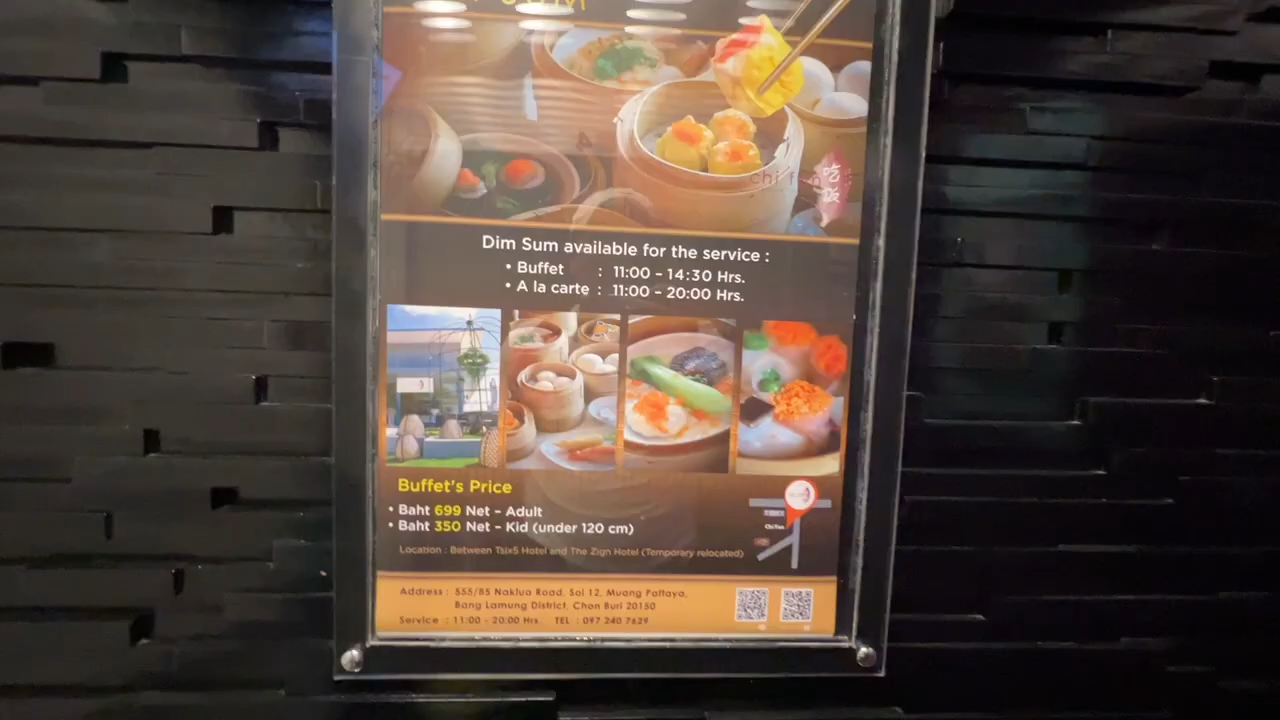 chi f n 吃飯
Dim Sum available for the service :
• Buffet : 11:00 - 14:30 Hrs.
• A la carte : 11:00 - 20:00 Hrs.
Buffet's Price
• Baht 699 Net - Adult
• Baht 350 Net - Kid (under 120 cm)
Location : Between Tsix5 Hotel and The Zign Hotel (Temporary relocated)
Address : 555/85 Naklua Road, Soi 12, Muang Pattaya,
Bang Lamung District, Chon Buri 20150
Service : 11:00 - 20:00 Hrs. TEL : 097 240 7629